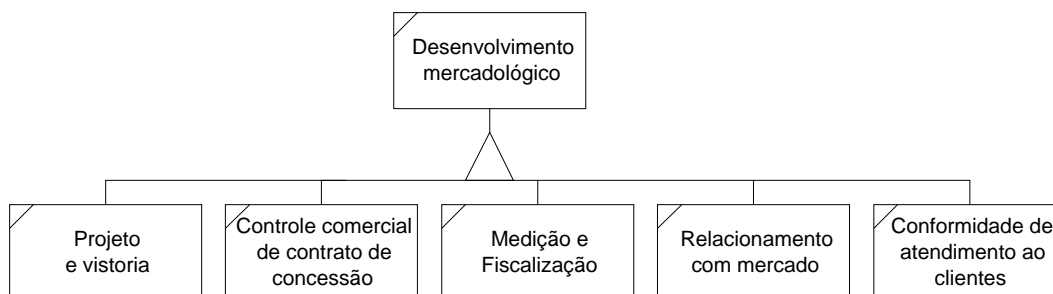 Desenvolvimento
mercadológico
Projeto
e vistoria
Controle comercial
de contrato de
concessão
Medição e
Fiscalização
Relacionamento
com mercado
Conformidade de
atendimento ao
clientes